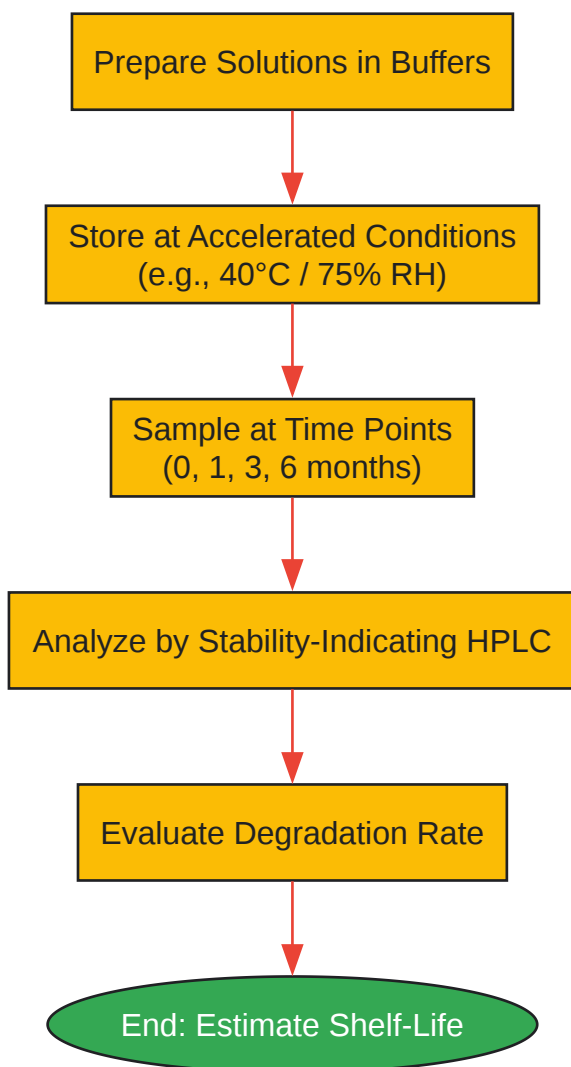 Prepare Solutions in Buffers
Store at Accelerated Conditions
(e.g., 40°C / 75% RH)
Sample at Time Points
(0, 1, 3, 6 months)
Analyze by Stability-Indicating HPLC
Evaluate Degradation Rate
End: Estimate Shelf-Life